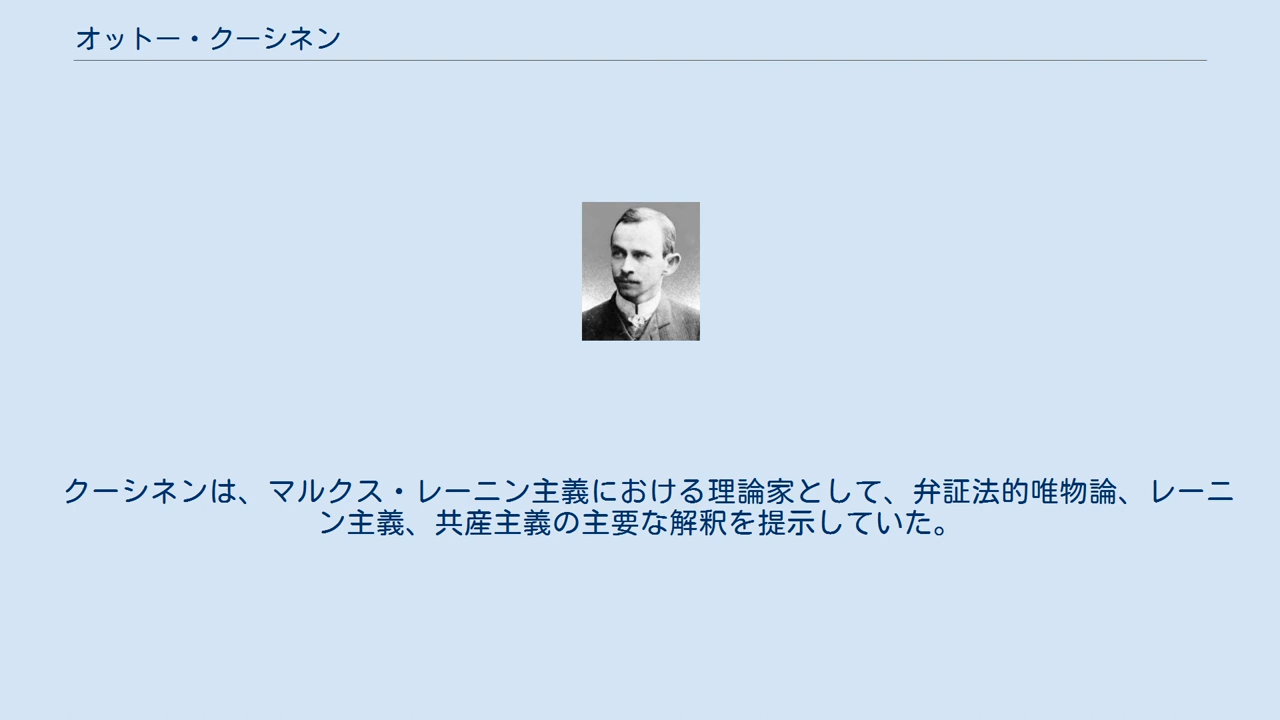 オットー・クーシネン
クーシネンは、マルクス・レーニン主義における理論家として、弁証法的唯物論、レーニ
ン主義、共産主義の主要な解釈を提示していた。